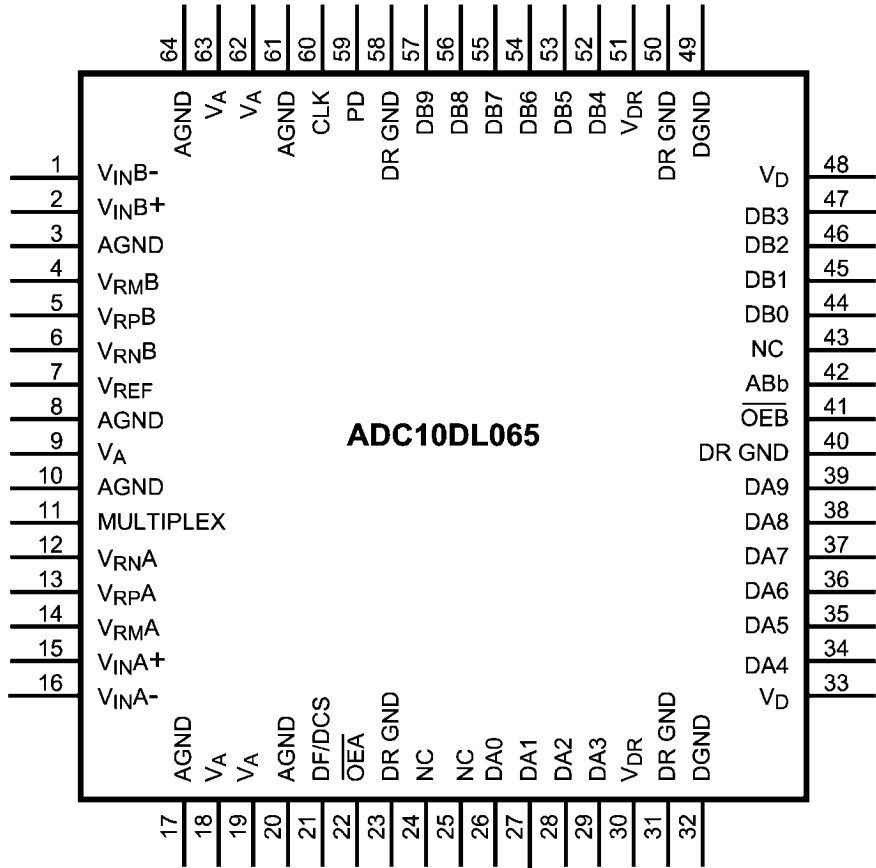 64 63 62 61 60 59 58 57 56 55 54 53 52 51 50 49
AGND VA VA AGND CLK PD DR GND DB9 DB8 DB7 DB6 DB5 DB4 VDR DR GND DGND
1 VINB- VD 48
2 VINB+ DB3 47
3 AGND DB2 46
4 VRMB DB1 45
5 VRPB DB0 44
6 VRNB NC 43
7 VREF ABb 42
8 AGND O̅E̅B̅ 41
ADC10DL065
9 VA DR GND 40
10 AGND DA9 39
11 MULTIPLEX DA8 38
12 VRNA DA7 37
13 VRPA DA6 36
14 VRMA DA5 35
15 VINA+ DA4 34
16 VINA- VD 33
AGND VA VA AGND DF/DCS O̅E̅A̅ DR GND NC NC DA0 DA1 DA2 DA3 VDR DR GND DGND
17 18 19 20 21 22 23 24 25 26 27 28 29 30 31 32